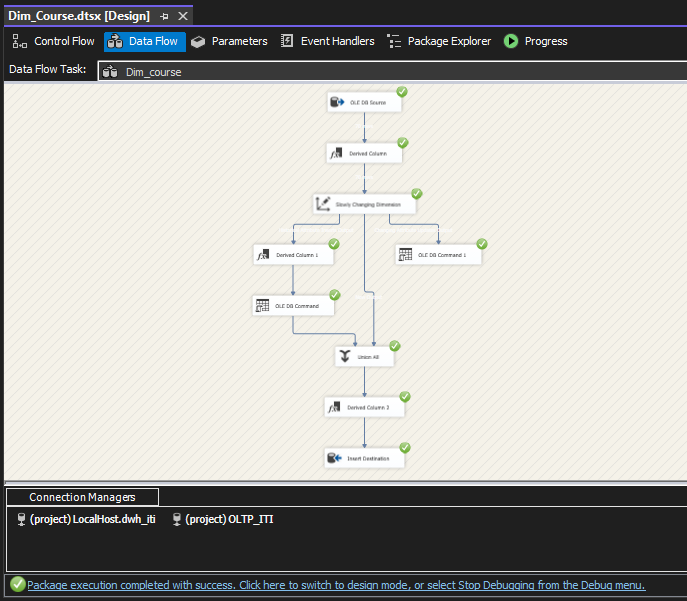 Dim_Course.dtsx [Design]
Control Flow Data Flow Parameters Event Handlers Package Explorer Progress
Data Flow Task: Dim_course
OLE DB Source
Derived Column
Slowly Changing Dimension
Derived Column 1 OLE DB Command 1
OLE DB Command
Union All
Derived Column 2
Insert Destination
Connection Managers
(project) LocalHost.dwh_iti (project) OLTP_ITI
Package execution completed with success. Click here to switch to design mode, or select Stop Debugging from the Debug menu.